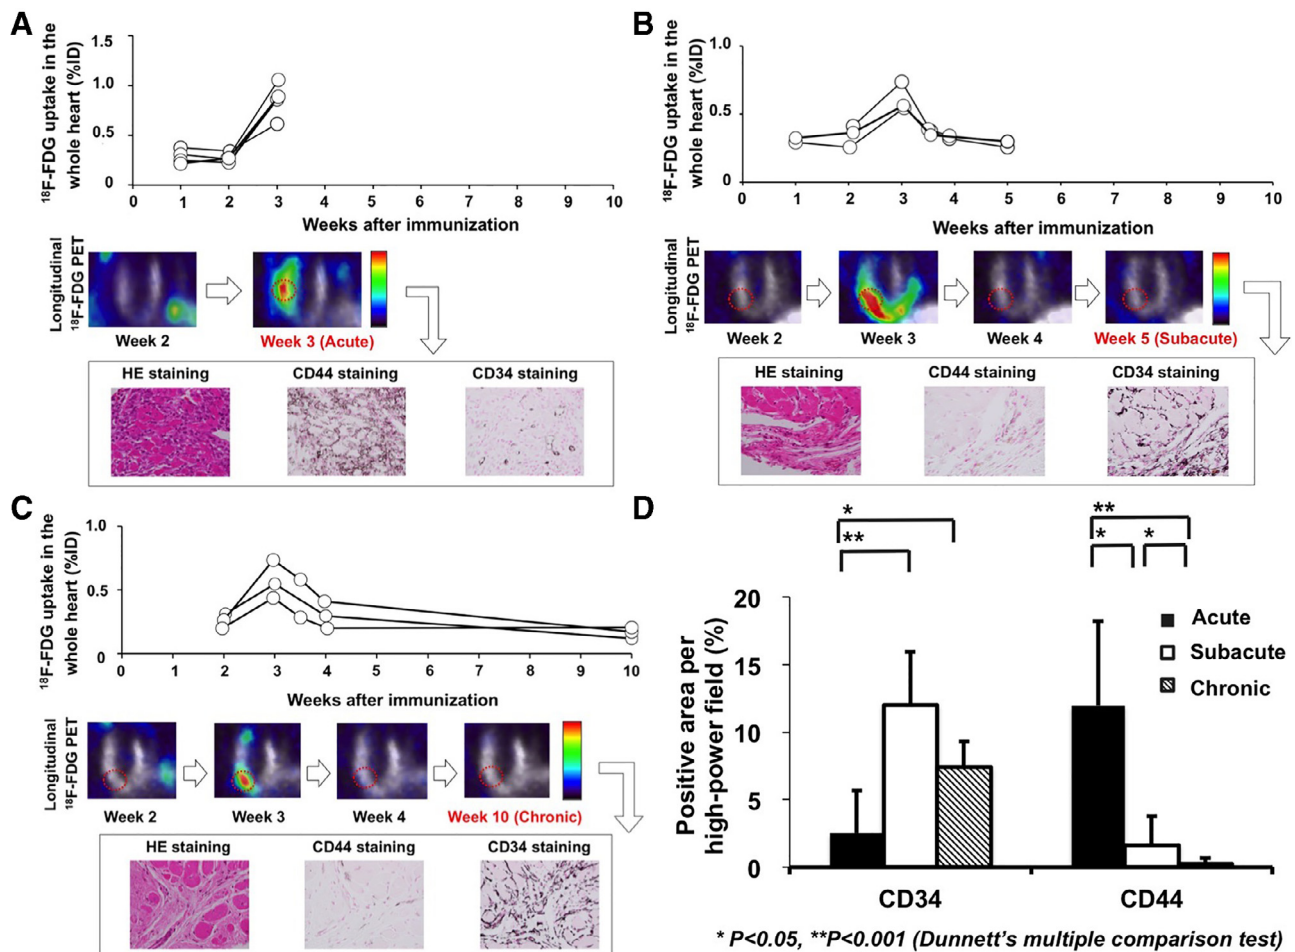 A
¹⁸F-FDG uptake in the
whole heart (%ID)
1.5
1.0
0.5
0
0 1 2 3 4 5 6 7 8 9 10
Weeks after immunization
Longitudinal
¹⁸F-FDG PET
Week 2
Week 3 (Acute)
HE staining CD44 staining CD34 staining
B
¹⁸F-FDG uptake in the
whole heart (%ID)
1.0
0.5
0
0 1 2 3 4 5 6 7 8 9 10
Weeks after immunization
Longitudinal
¹⁸F-FDG PET
Week 2 Week 3 Week 4 Week 5 (Subacute)
HE staining CD44 staining CD34 staining
C
¹⁸F-FDG uptake in the
whole heart (%ID)
1.0
0.5
0
0 1 2 3 4 5 6 7 8 9 10
Weeks after immunization
Longitudinal
¹⁸F-FDG PET
Week 2 Week 3 Week 4 Week 10 (Chronic)
HE staining CD44 staining CD34 staining
D
*
**
**
* *
Positive area per
high-power field (%)
20
15
10
5
0
Acute
Subacute
Chronic
CD34 CD44
* P<0.05, **P<0.001 (Dunnett's multiple comparison test)